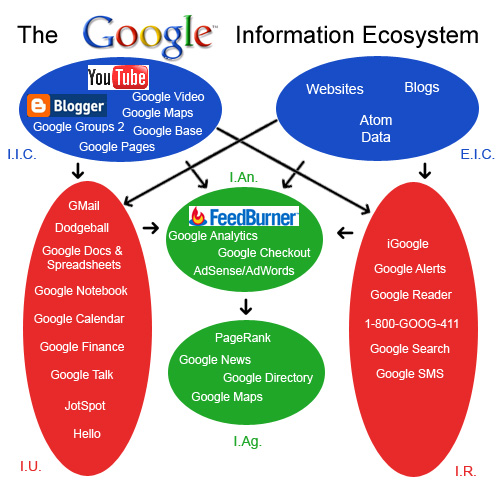 The Google™ Information Ecosystem
YouTube
Blogger
Google Video
Google Maps
Google Groups 2
Google Base
Google Pages
I.I.C.
Websites
Blogs
Atom
Data
E.I.C.
I.An.
FeedBurner™
Google Analytics
Google Checkout
AdSense/AdWords
GMail
Dodgeball
Google Docs &
Spreadsheets
Google Notebook
Google Calendar
Google Finance
Google Talk
JotSpot
Hello
I.U.
iGoogle
Google Alerts
Google Reader
1-800-GOOG-411
Google Search
Google SMS
I.R.
PageRank
Google News
Google Directory
Google Maps
I.Ag.